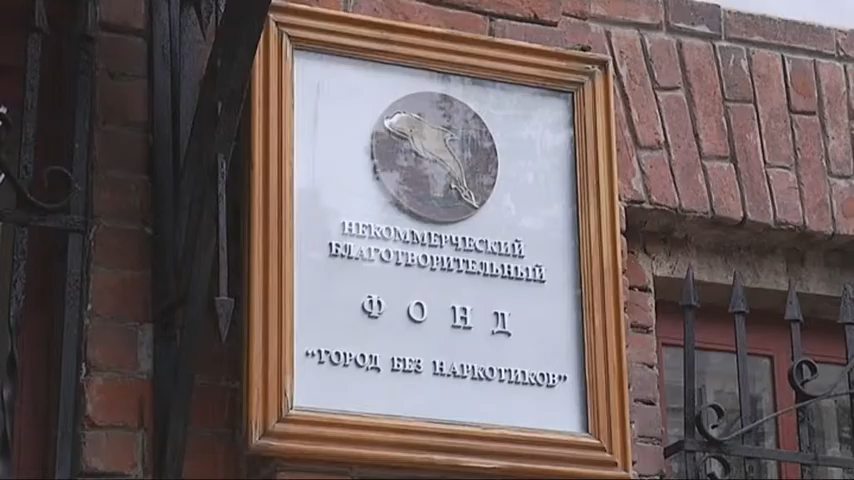 НЕКОММЕРЧЕСКИЙ
БЛАГОТВОРИТЕЛЬНЫЙ
ФОНД
“ГОРОД БЕЗ НАРКОТИКОВ”